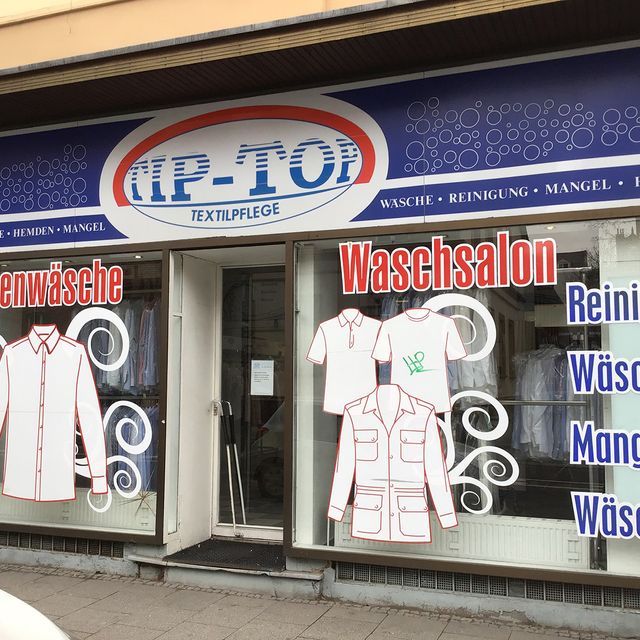 TIP-TOP
TEXTILPFLEGE
HEMDEN • MANGEL
WÄSCHE • REINIGUNG • MANGEL •
enwäsche
Waschsalon
Reini
Wäsc
Mang
Wäsc